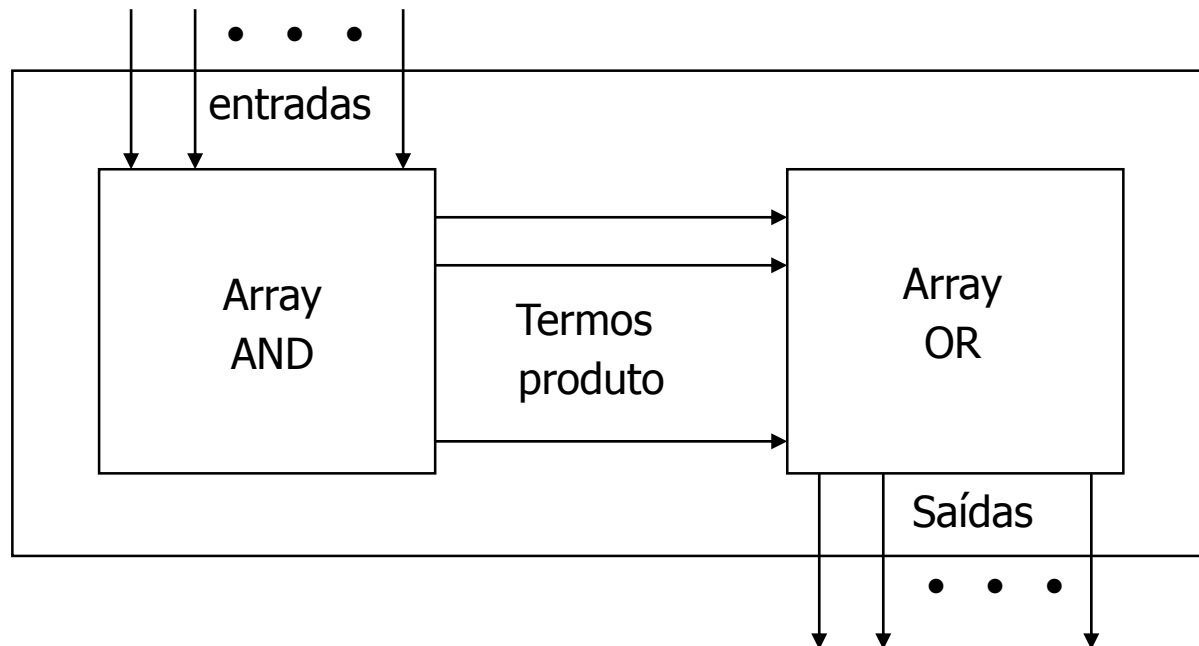 entradas
Array
AND
Termos
produto
Array
OR
Saídas